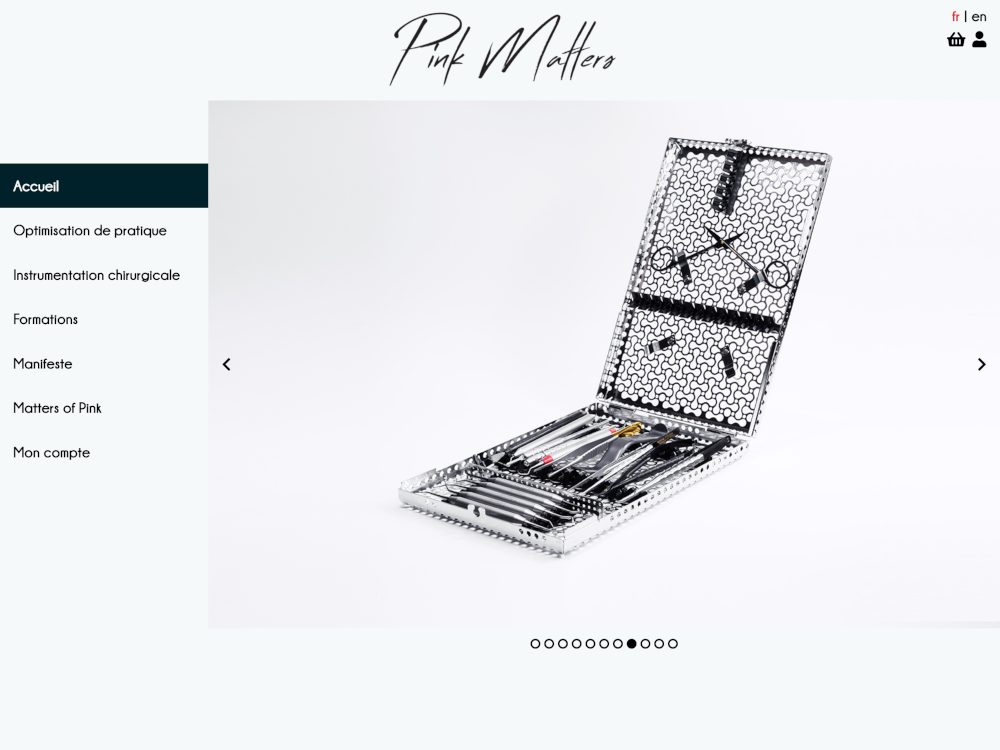 Pink Matters
fr | en
Accueil
Optimisation de pratique
Instrumentation chirurgicale
Formations
Manifeste
Matters of Pink
Mon compte